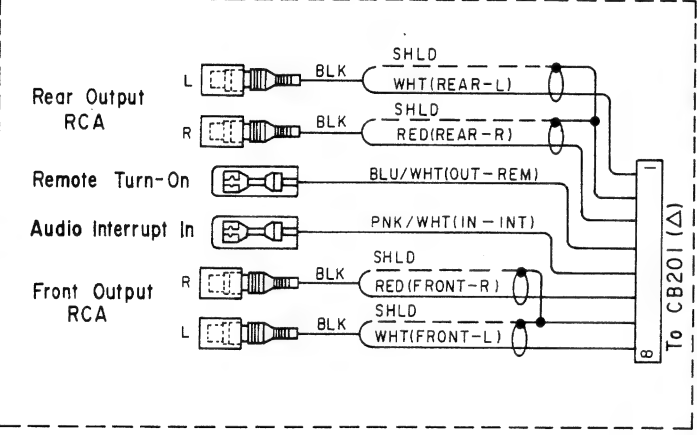 SHLD
L BLK WHT(REAR-L)
Rear Output
RCA
SHLD
R BLK RED(REAR-R)
Remote Turn-On BLU/WHT(OUT-REM)
1
Audio Interrupt In PNK/WHT(IN-INT)
SHLD
R BLK RED(FRONT-R)
Front Output
RCA
SHLD
L BLK WHT(FRONT-L)
8
To CB201(△)